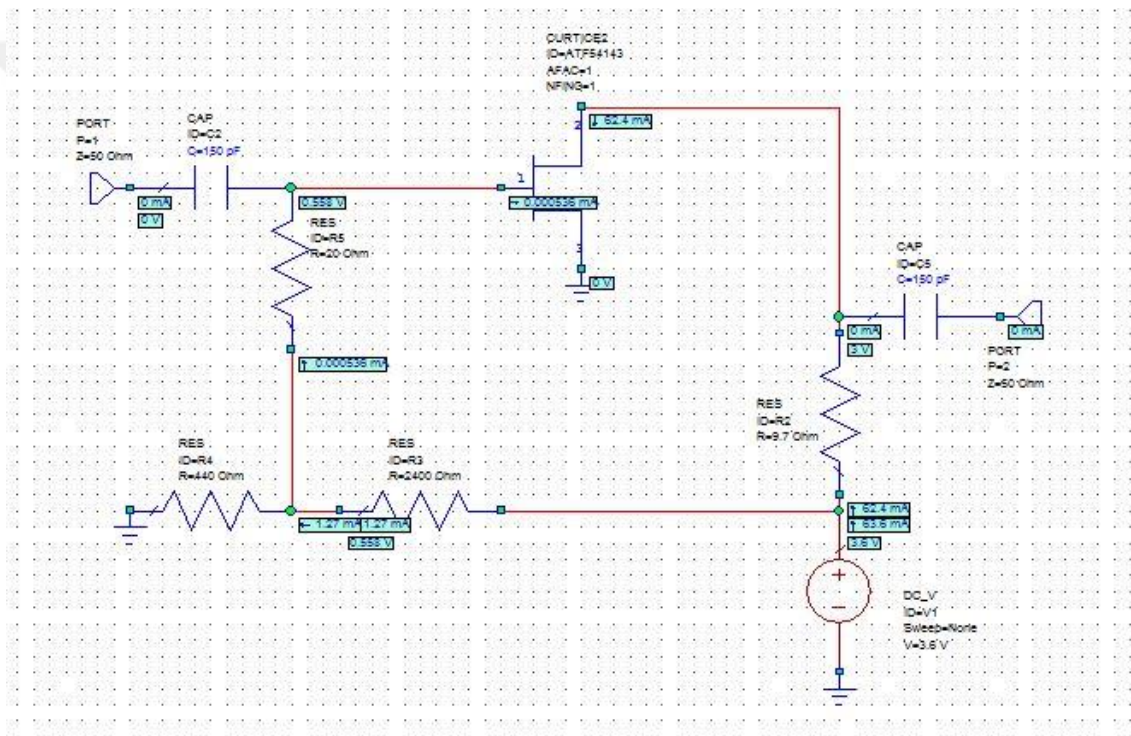 CURTICE2
ID=ATF54143
AFAC=1
NFING=1
2
62.4 mA
PORT
P=1
Z=50 Ohm
CAP
ID=C2
C=150 pF
1
0 mA
0 V
0.558 V
0.000536 mA
RES
ID=R5
R=20 Ohm
3
0 V
CAP
ID=C5
C=150 pF
0 mA
3 V
0 mA
PORT
P=2
Z=50 Ohm
0.000536 mA
RES
ID=R2
R=9.7 Ohm
RES
ID=R4
R=440 Ohm
RES
ID=R3
R=2400 Ohm
1.27 mA
1.27 mA
0.558 V
62.4 mA
63.6 mA
3.6 V
DC_V
ID=V1
Sweep=None
V=3.6 V